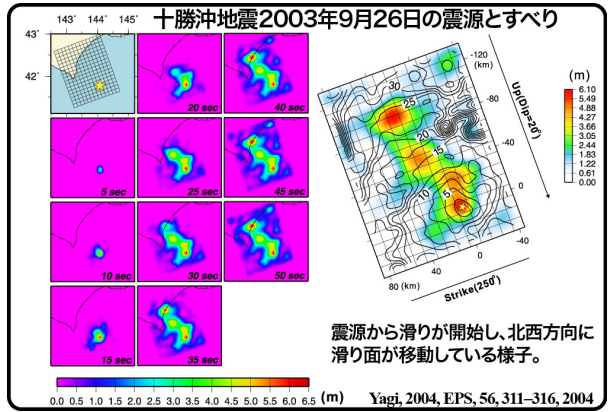 十勝沖地震2003年9月26日の震源とすべり
143° 144° 145°
43°
42°
5 sec
10 sec
15 sec
20 sec
25 sec
30 sec
35 sec
40 sec
45 sec
50 sec
0.0 0.5 1.0 1.5 2.0 2.5 3.0 3.5 4.0 4.5 5.0 5.5 6.0 6.5 (m)
-120
(km)
-80
-40
0
-40
0
40
80 (km)
Up(Dip=20°)
Strike(250°)
30
25
20
15
10
5
(m)
6.10
5.49
4.88
4.27
3.66
3.05
2.44
1.83
1.22
0.61
0.00
震源から滑りが開始し、北西方向に
滑り面が移動している様子。
Yagi, 2004, EPS, 56, 311–316, 2004